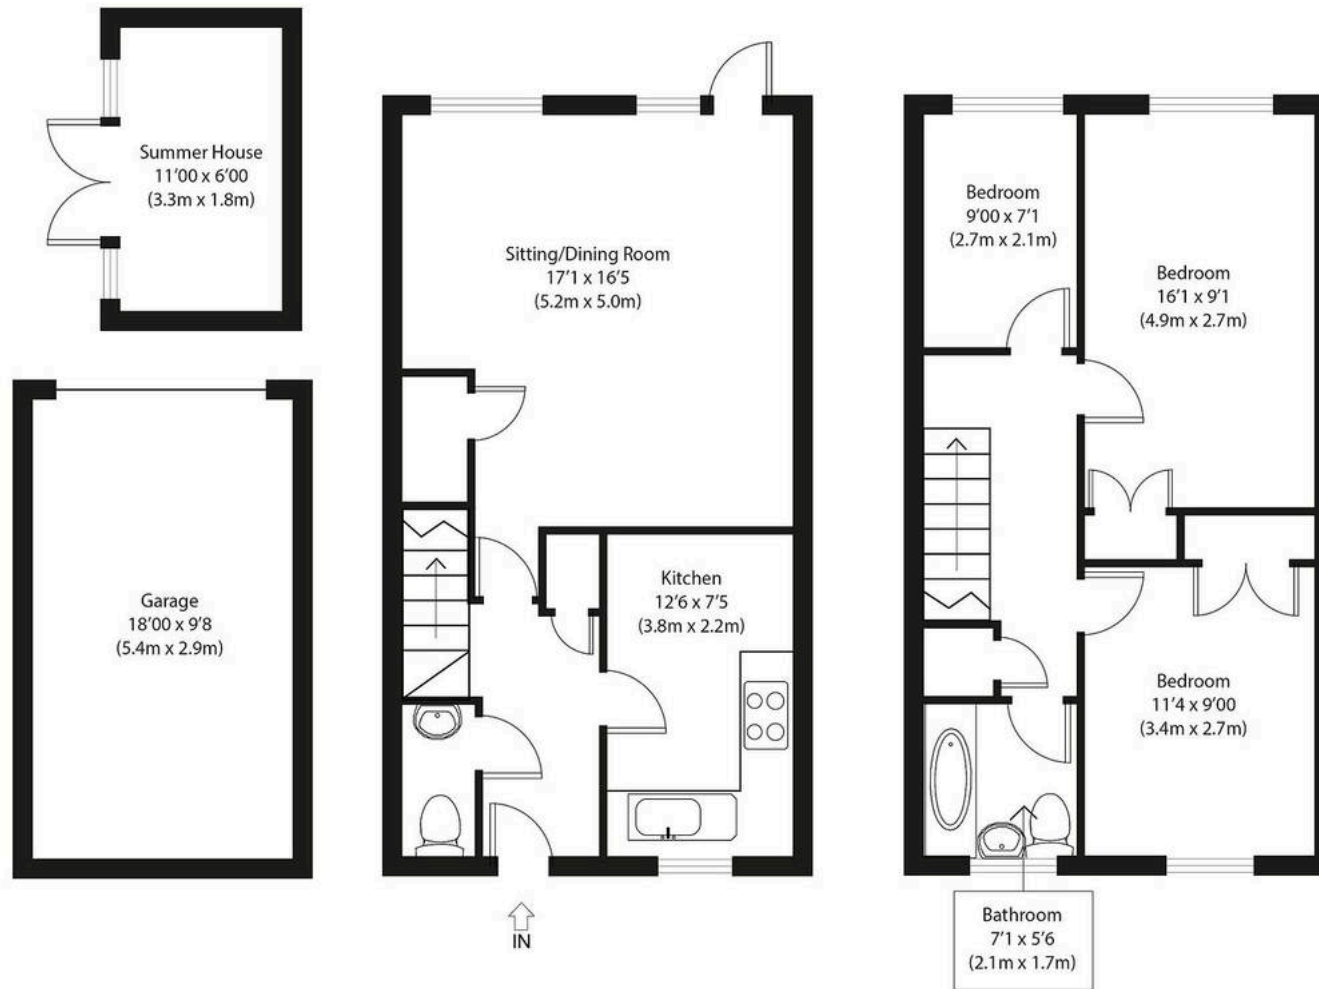 Summer House
11'00 x 6'00
(3.3m x 1.8m)
Garage
18'00 x 9'8
(5.4m x 2.9m)
Sitting/Dining Room
17'1 x 16'5
(5.2m x 5.0m)
Kitchen
12'6 x 7'5
(3.8m x 2.2m)
IN
Bedroom
9'00 x 7'1
(2.7m x 2.1m)
Bedroom
16'1 x 9'1
(4.9m x 2.7m)
Bedroom
11'4 x 9'00
(3.4m x 2.7m)
Bathroom
7'1 x 5'6
(2.1m x 1.7m)